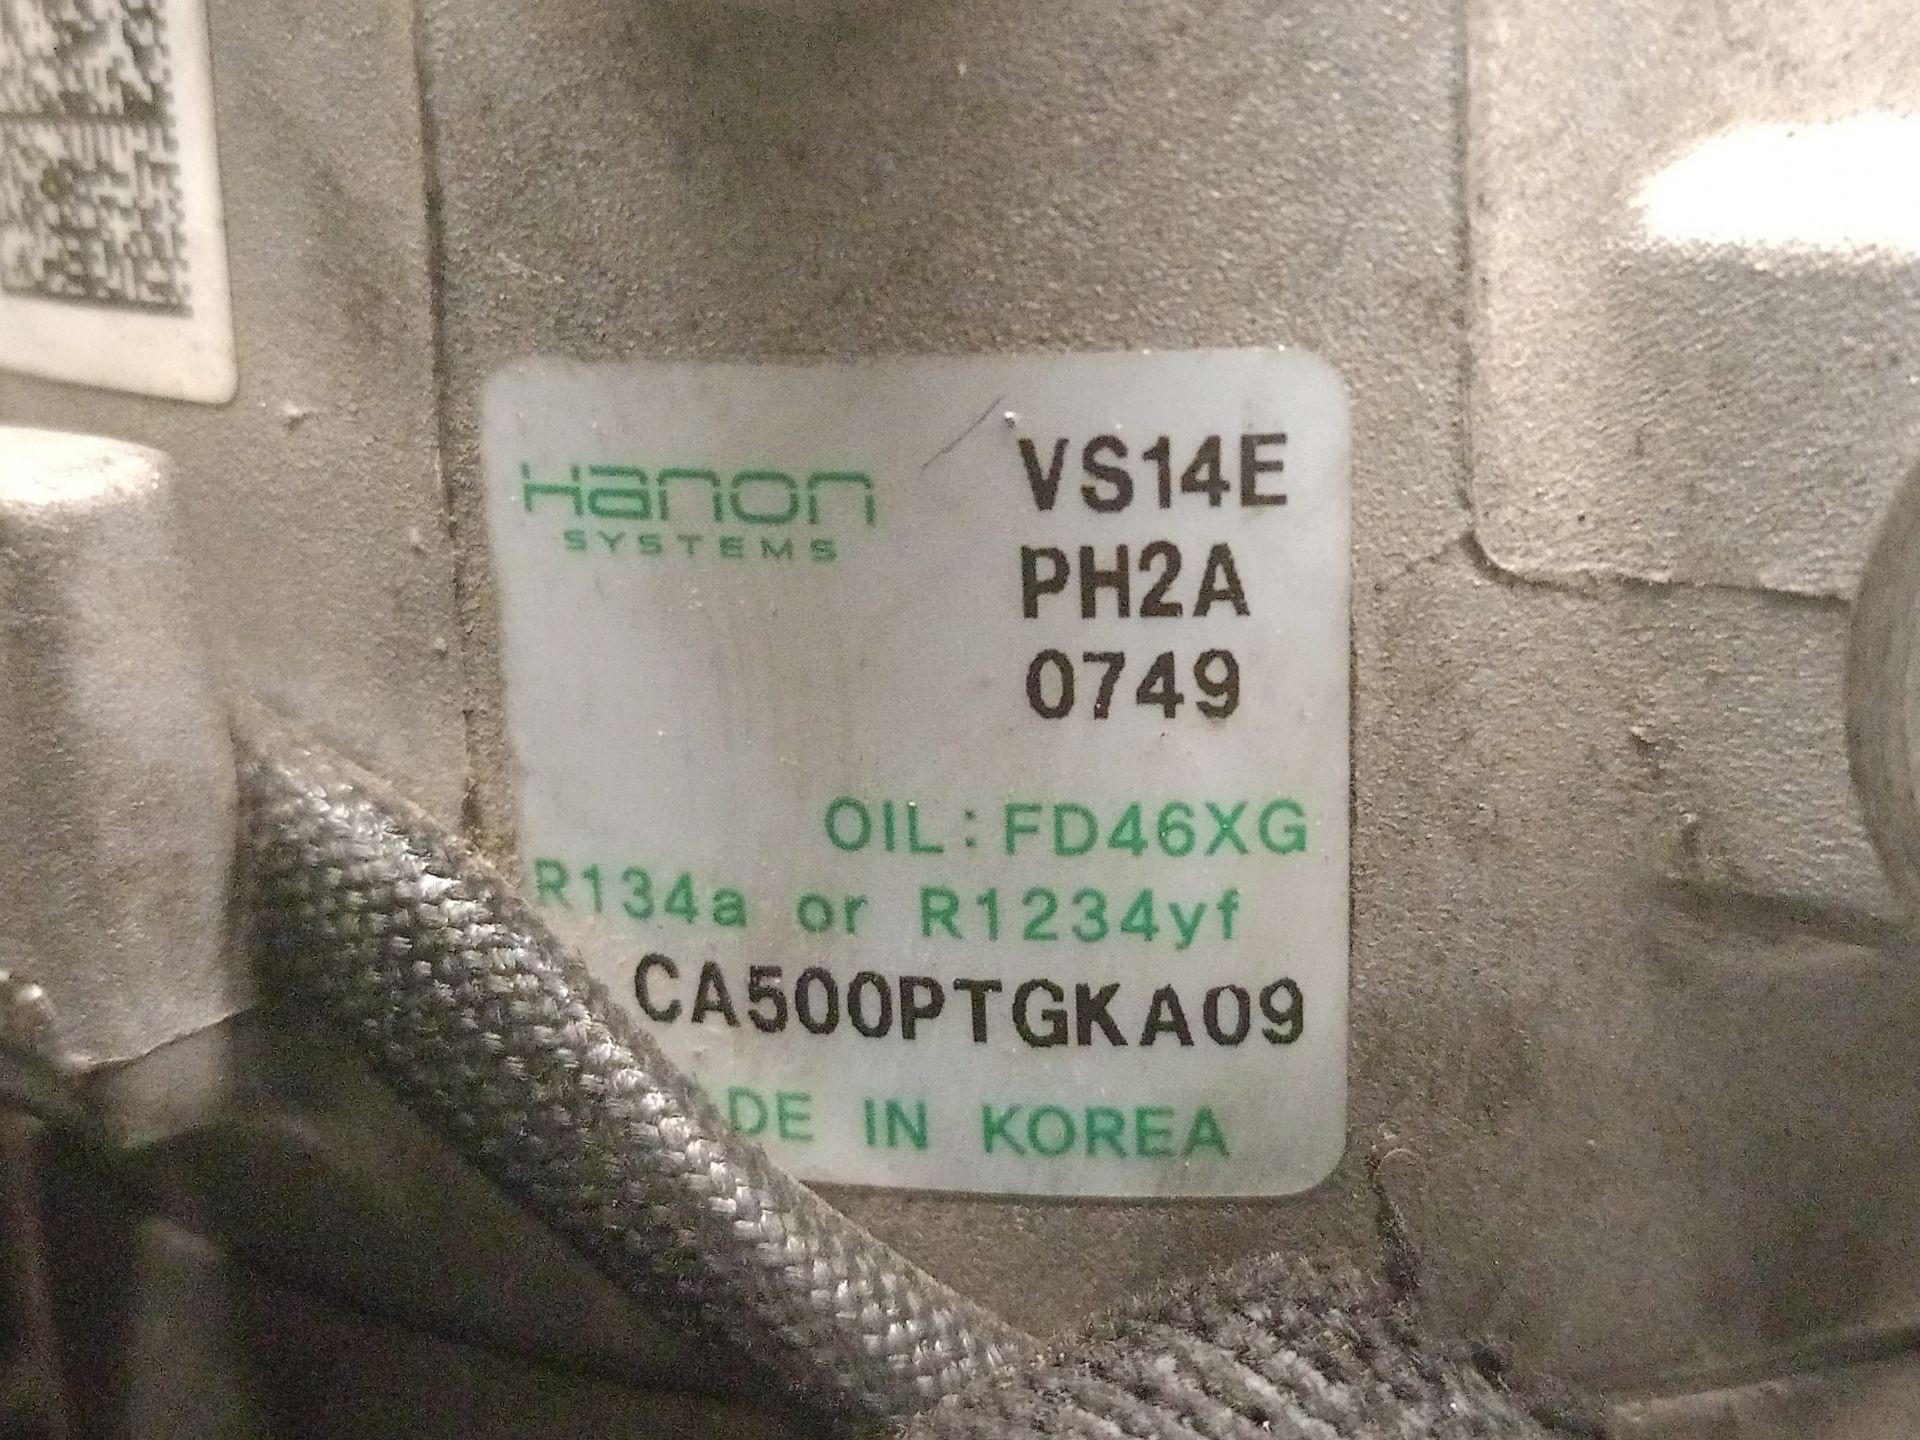 Hanon
SYSTEMS
VS14E
PH2A
0749
OIL: FD46XG
R134a or R1234yf
CA500PTGKA09
DE IN KOREA